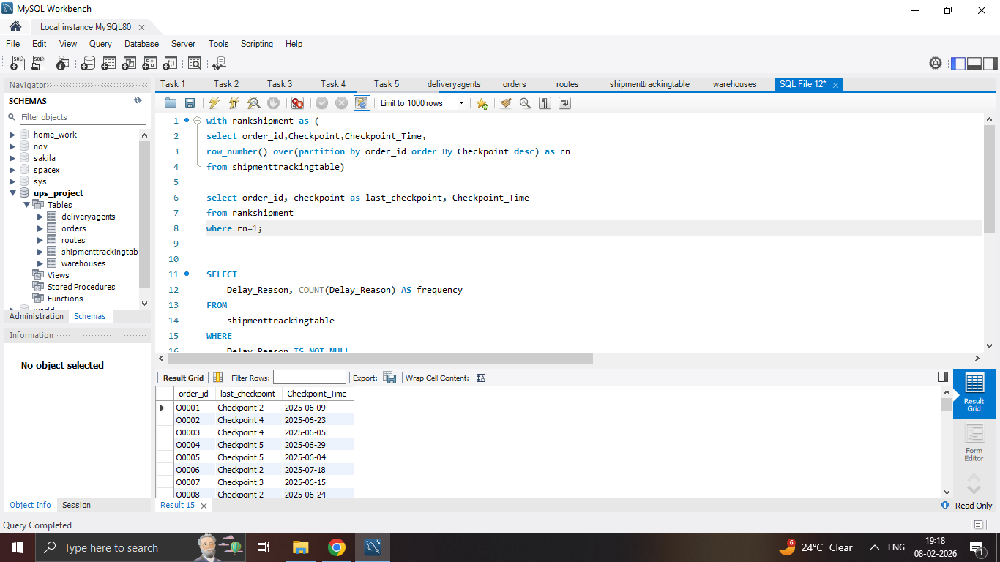 MySQL Workbench
Local instance MySQL80
File Edit View Query Database Server Tools Scripting Help
Navigator
SCHEMAS
Filter objects
home_work
nov
sakila
spacex
sys
ups_project
Tables
deliveryagents
orders
routes
shipmenttrackingtab
warehouses
Views
Stored Procedures
Functions
world
Administration Schemas
Information
No object selected
Object Info Session
Task 1 Task 2 Task 3 Task 4 Task 5 deliveryagents orders routes shipmenttrackingtable warehouses SQL File 12*
Limit to 1000 rows
1 with rankshipment as (
2 select order_id,Checkpoint,Checkpoint_Time,
3 row_number() over(partition by order_id order By Checkpoint desc) as rn
4 from shipmenttrackingtable)
5
6 select order_id, checkpoint as last_checkpoint, Checkpoint_Time
7 from rankshipment
8 where rn=1;
9
10
11 SELECT
12 Delay_Reason, COUNT(Delay_Reason) AS frequency
13 FROM
14 shipmenttrackingtable
15 WHERE
16 Delay_Reason IS NOT NULL
Result Grid Filter Rows: Export: Wrap Cell Content: IA
order_id last_checkpoint Checkpoint_Time
O0001 Checkpoint 2 2025-06-09
O0002 Checkpoint 4 2025-06-23
O0003 Checkpoint 4 2025-06-05
O0004 Checkpoint 5 2025-06-29
O0005 Checkpoint 5 2025-06-04
O0006 Checkpoint 2 2025-07-18
O0007 Checkpoint 3 2025-06-15
O0008 Checkpoint 2 2025-06-24
Result Grid
Form Editor
Result 15
Read Only
Query Completed
Type here to search
6
24°C Clear
ENG
19:18
08-02-2026
1